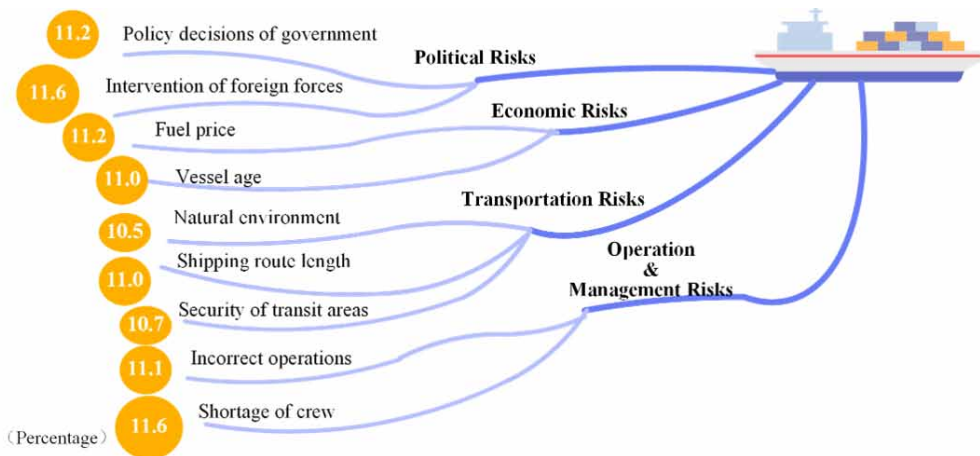 11.2 Policy decisions of government
Political Risks
11.6 Intervention of foreign forces
11.2 Fuel price
Economic Risks
11.0 Vessel age
Transportation Risks
10.5 Natural environment
11.0 Shipping route length
Operation
&
Management Risks
10.7 Security of transit areas
11.1 Incorrect operations
11.6 Shortage of crew
（Percentage）